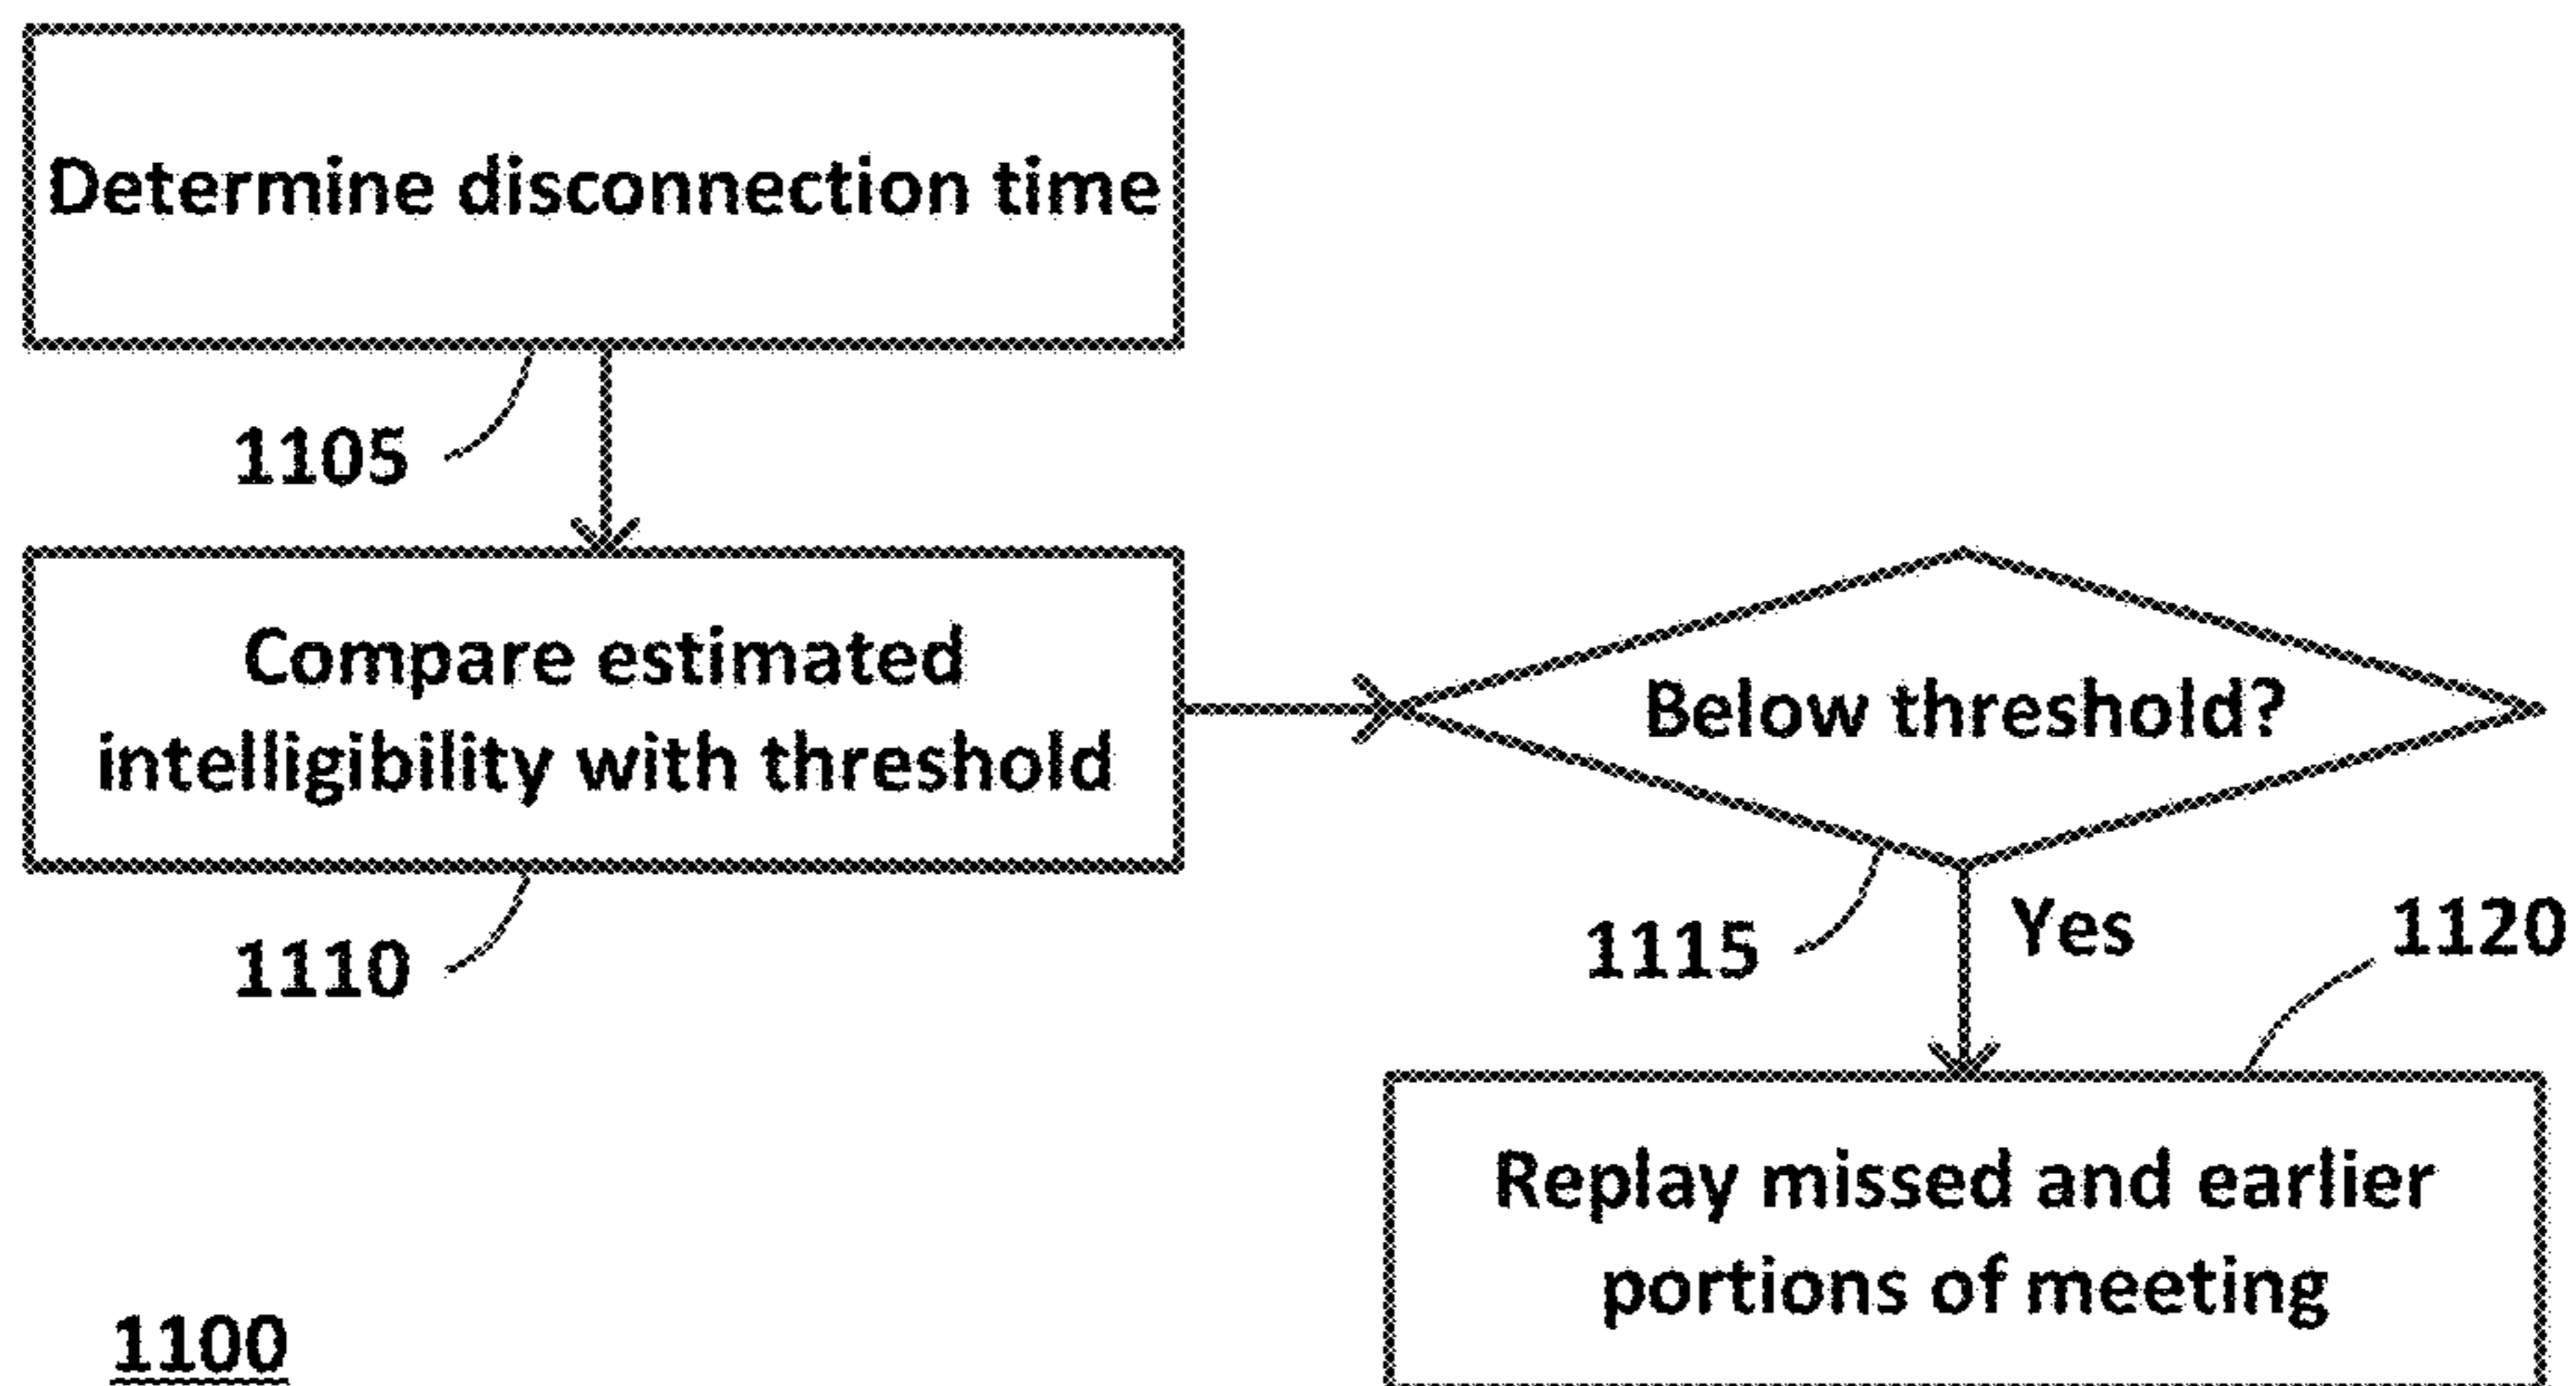 Determine disconnection time
1105
Compare estimated
intelligibility with threshold
1110
Below threshold?
1115
Yes
1120
Replay missed and earlier
portions of meeting
1100